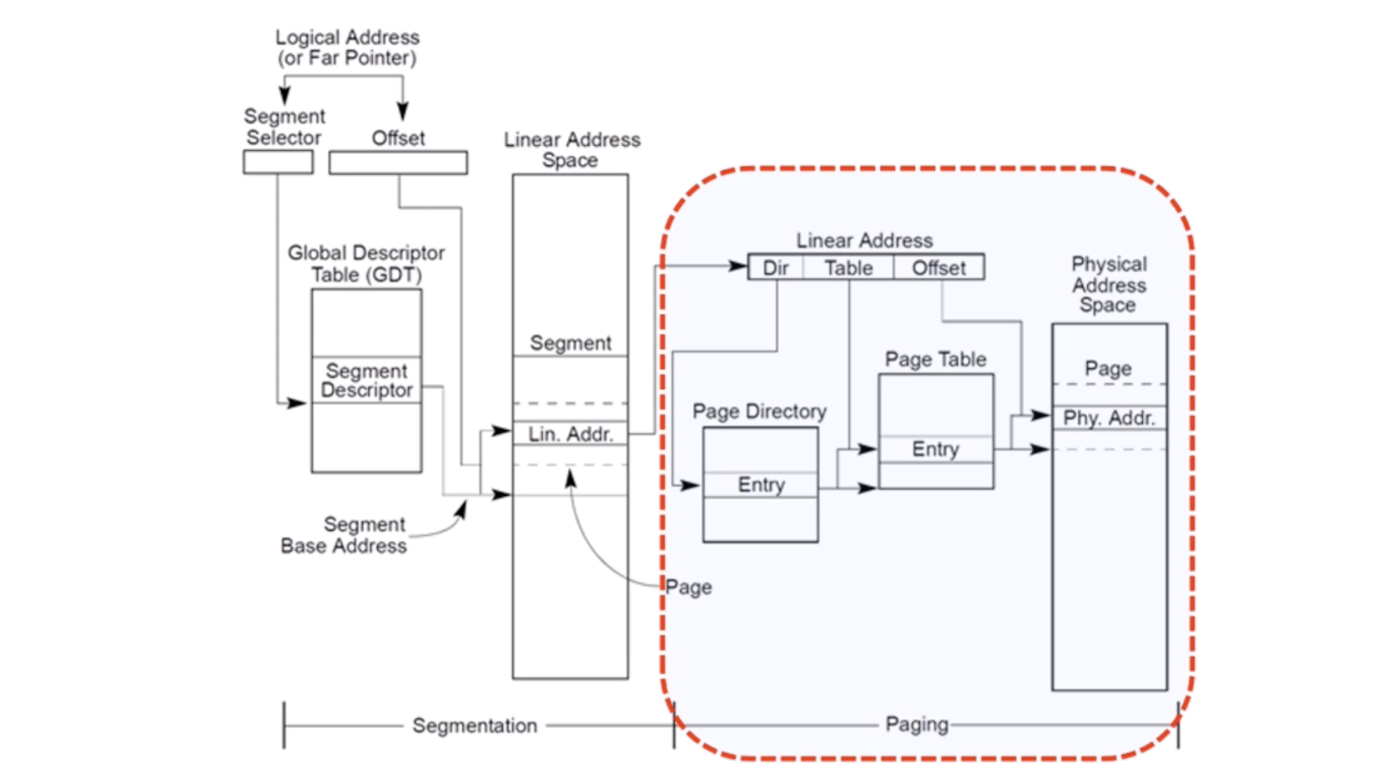 Logical Address
(or Far Pointer)
Segment
Selector
Offset
Linear Address
Space
Global Descriptor
Table (GDT)
Segment
Descriptor
Segment
Lin. Addr.
Segment
Base Address
Page
Linear Address
Dir
Table
Offset
Physical
Address
Space
Page Table
Page
Page Directory
Phy. Addr.
Entry
Entry
Segmentation
Paging